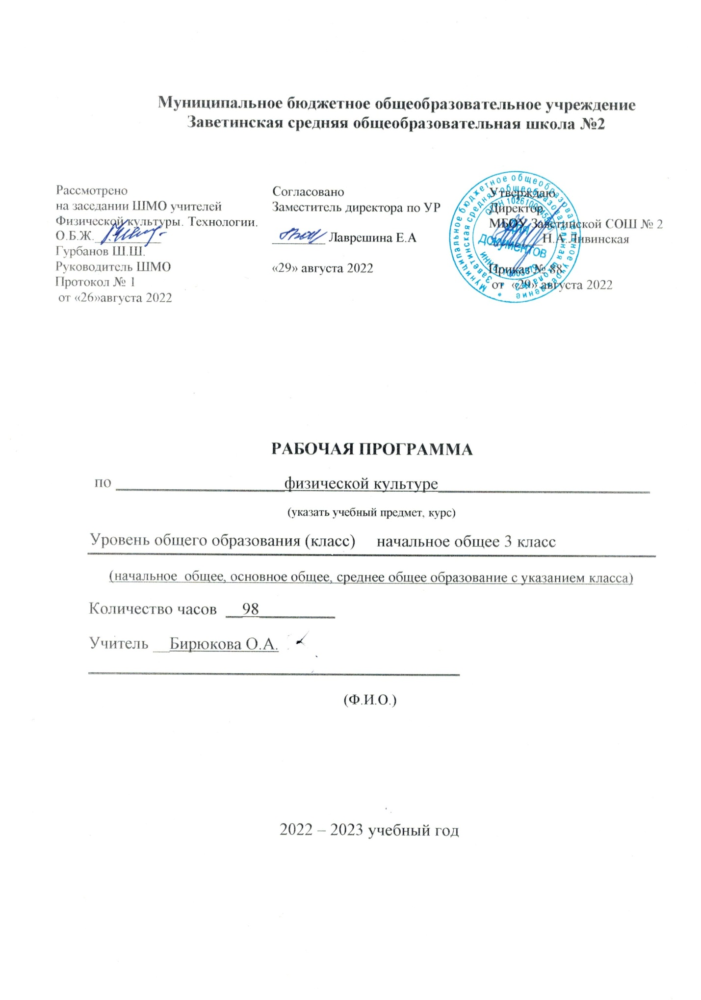 Муниципальное бюджетное общеобразовательное учреждение
Заветинская средняя общеобразовательная школа №2
Рассмотрено
на заседании ШМО учителей
Физической культуры. Технологии.
О.Б.Ж.__________
Гурбанов Ш.Ш.
Руководитель ШМО
Протокол № 1
от «26»августа 2022
Согласовано
Заместитель директора по УР
________ Лаврешина Е.А
«29» августа 2022
Утверждаю
Директор
МБОУ Заветинской СОШ № 2
________Н.А.Ливинская
Приказ № 88
от «29» августа 2022
Муниципальное бюджетное общеобразовательное учреждение
Заветинская средняя общеобразовательная школа №2
ОГРН
ИНН
Для
документов
РАБОЧАЯ ПРОГРАММА
по ____________________физической культуре_________________________
(указать учебный предмет, курс)
Уровень общего образования (класс) начальное общее 3 класс
(начальное общее, основное общее, среднее общее образование с указанием класса)
Количество часов __98_________
Учитель __Бирюкова О.А.
(Ф.И.О.)
2022 – 2023 учебный год